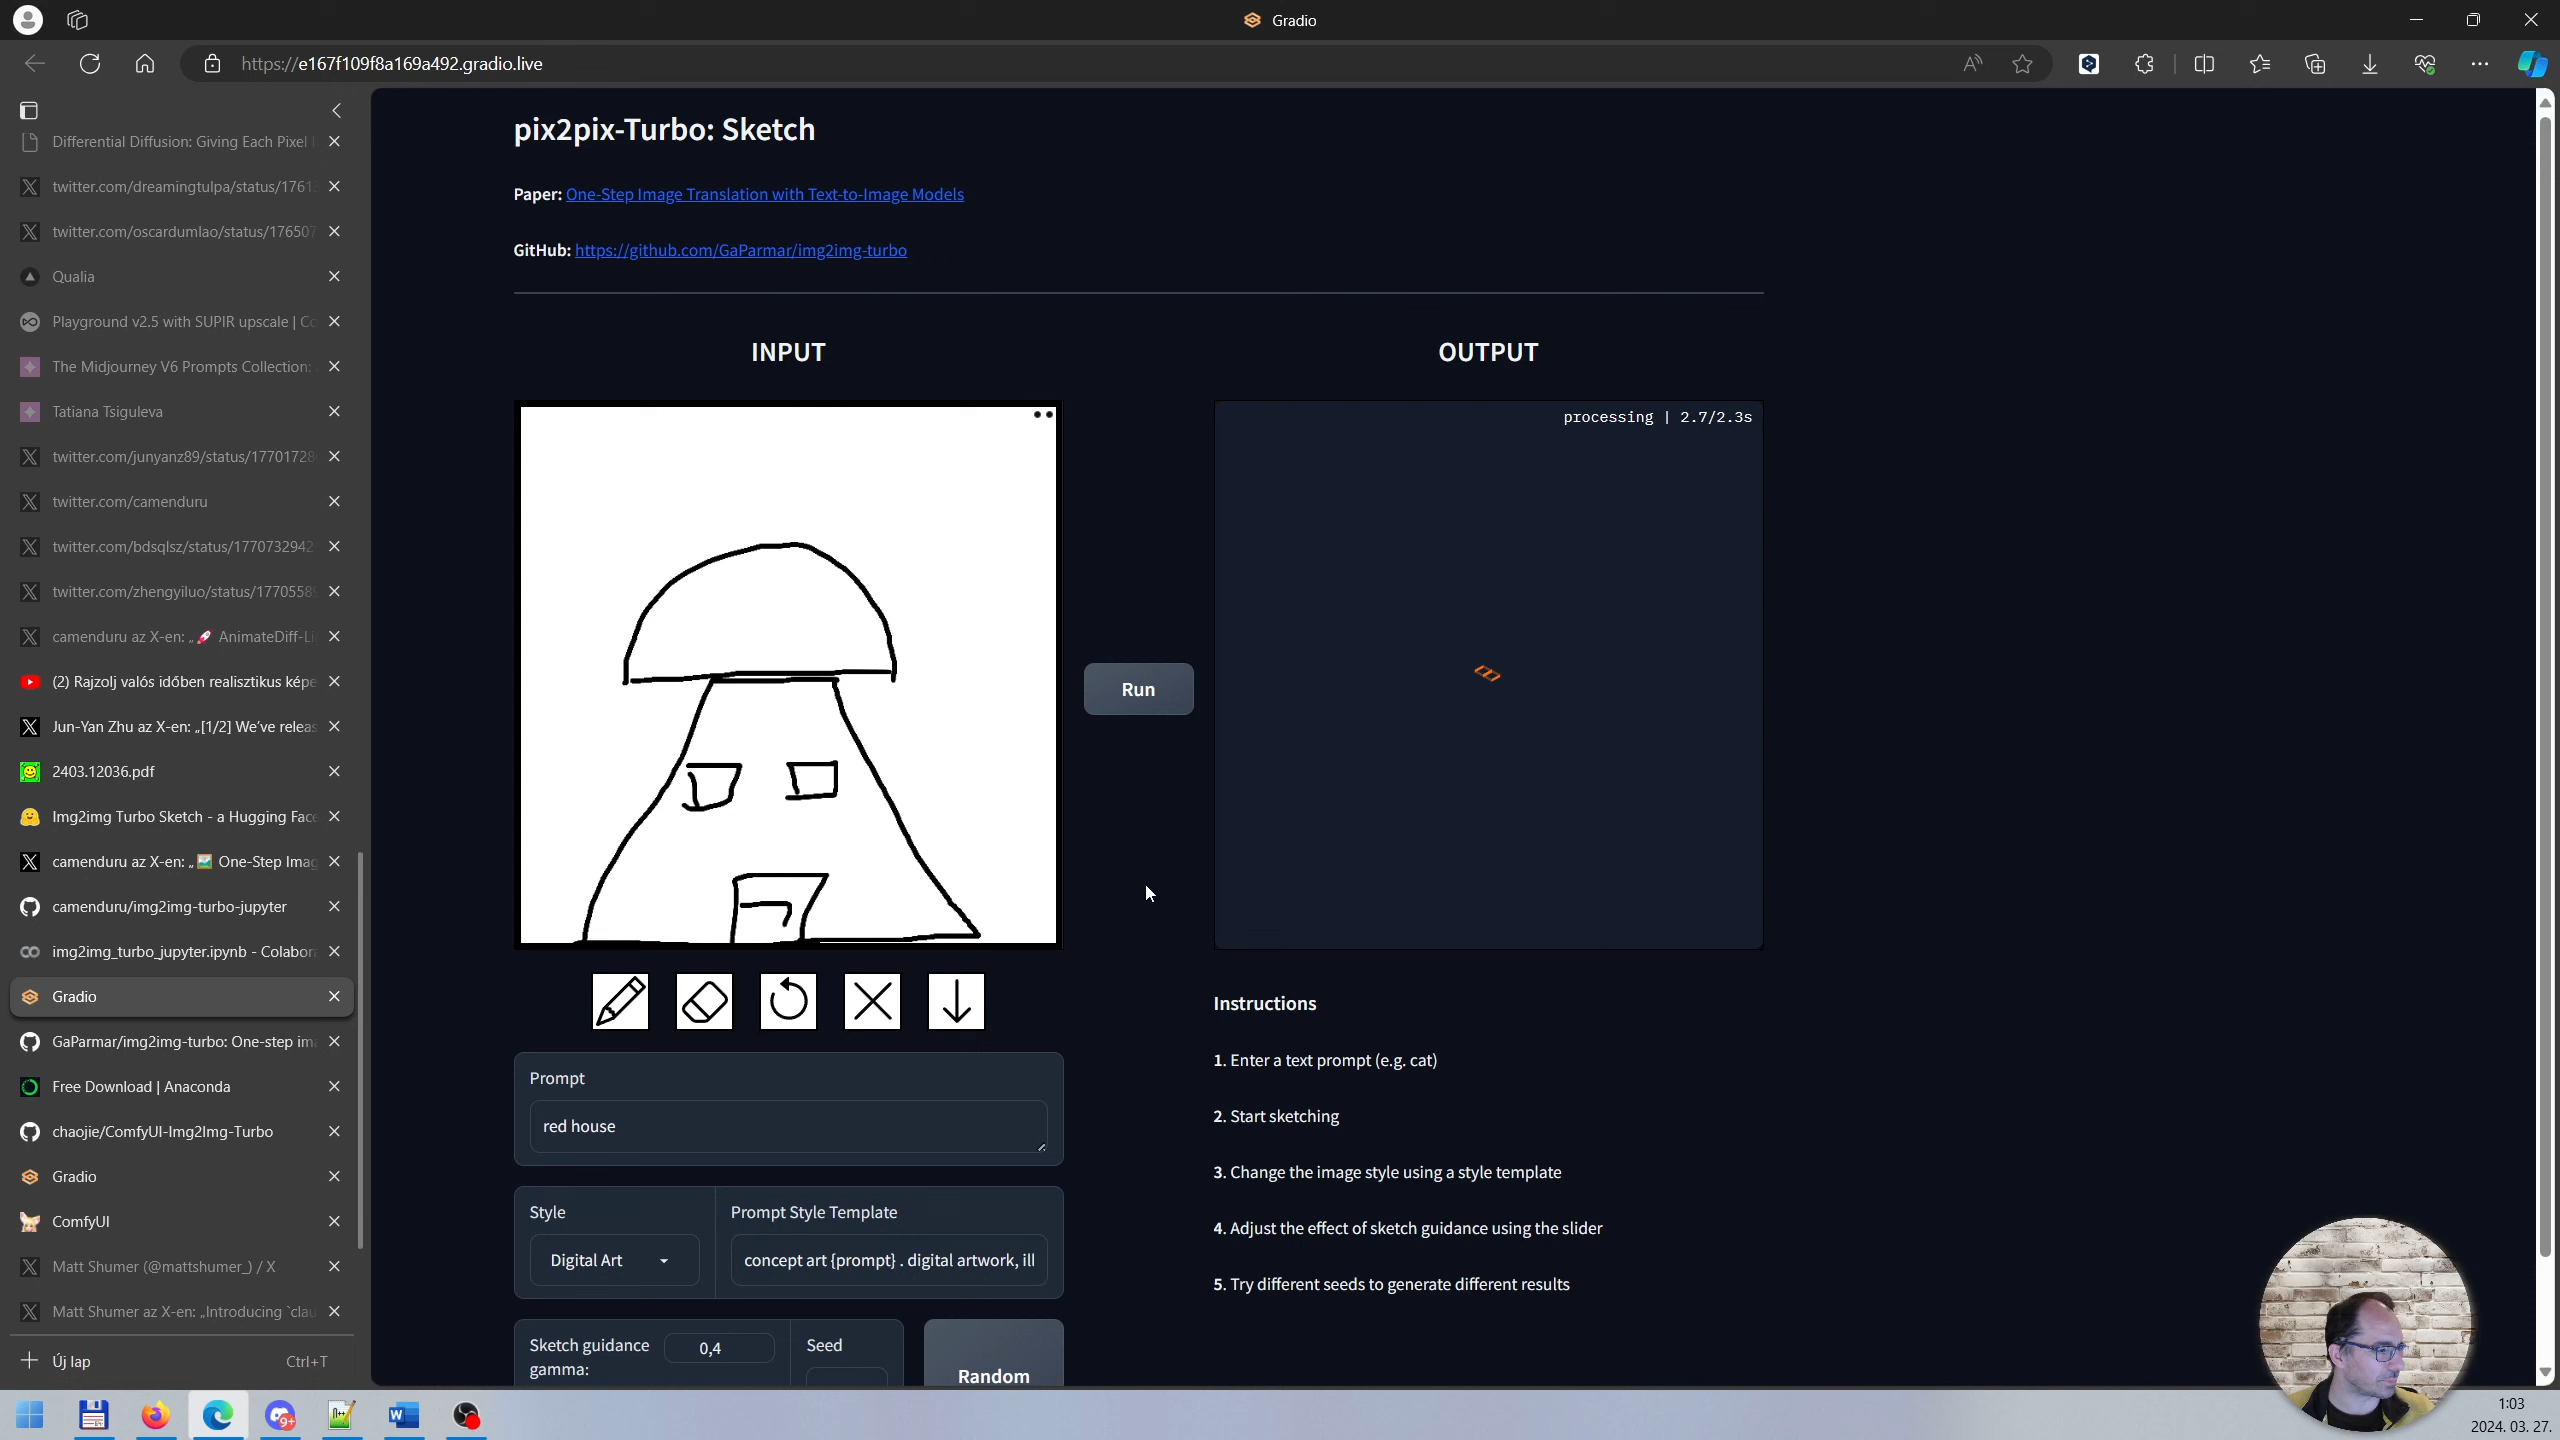 Gradio
https://e167f109f8a169a492.gradio.live
Differential Diffusion: Giving Each Pixel
twitter.com/dreamingtulpa/status/1761
twitter.com/oscardumlao/status/176507
Qualia
Playground v2.5 with SUPIR upscale | Co
The Midjourney V6 Prompts Collection:
Tatiana Tsiguleva
twitter.com/junyanz89/status/17701728
twitter.com/camenduru
twitter.com/bdsqlsz/status/1770732942
twitter.com/zhengyiluo/status/17705589
camenduru az X-en: „🚀 AnimateDiff-Li
(2) Rajzolj valós időben realisztikus képe
Jun-Yan Zhu az X-en: „[1/2] We've releas
2403.12036.pdf
Img2img Turbo Sketch - a Hugging Face
camenduru az X-en: „🖼️ One-Step Imag
camenduru/img2img-turbo-jupyter
img2img_turbo_jupyter.ipynb - Colabor
Gradio
GaParmar/img2img-turbo: One-step im
Free Download | Anaconda
chaojie/ComfyUI-Img2Img-Turbo
Gradio
ComfyUI
Matt Shumer (@mattshumer_) / X
Matt Shumer az X-en: „Introducing `clau
Új lap Ctrl+T
pix2pix-Turbo: Sketch
Paper: One-Step Image Translation with Text-to-Image Models
GitHub: https://github.com/GaParmar/img2img-turbo
INPUT
OUTPUT
processing | 2.7/2.3s
Run
Prompt
red house
Style
Digital Art
Prompt Style Template
concept art {prompt} . digital artwork, ill
Sketch guidance
gamma:
0,4
Seed
Random
Instructions
1. Enter a text prompt (e.g. cat)
2. Start sketching
3. Change the image style using a style template
4. Adjust the effect of sketch guidance using the slider
5. Try different seeds to generate different results
9+
1:03
2024. 03. 27.